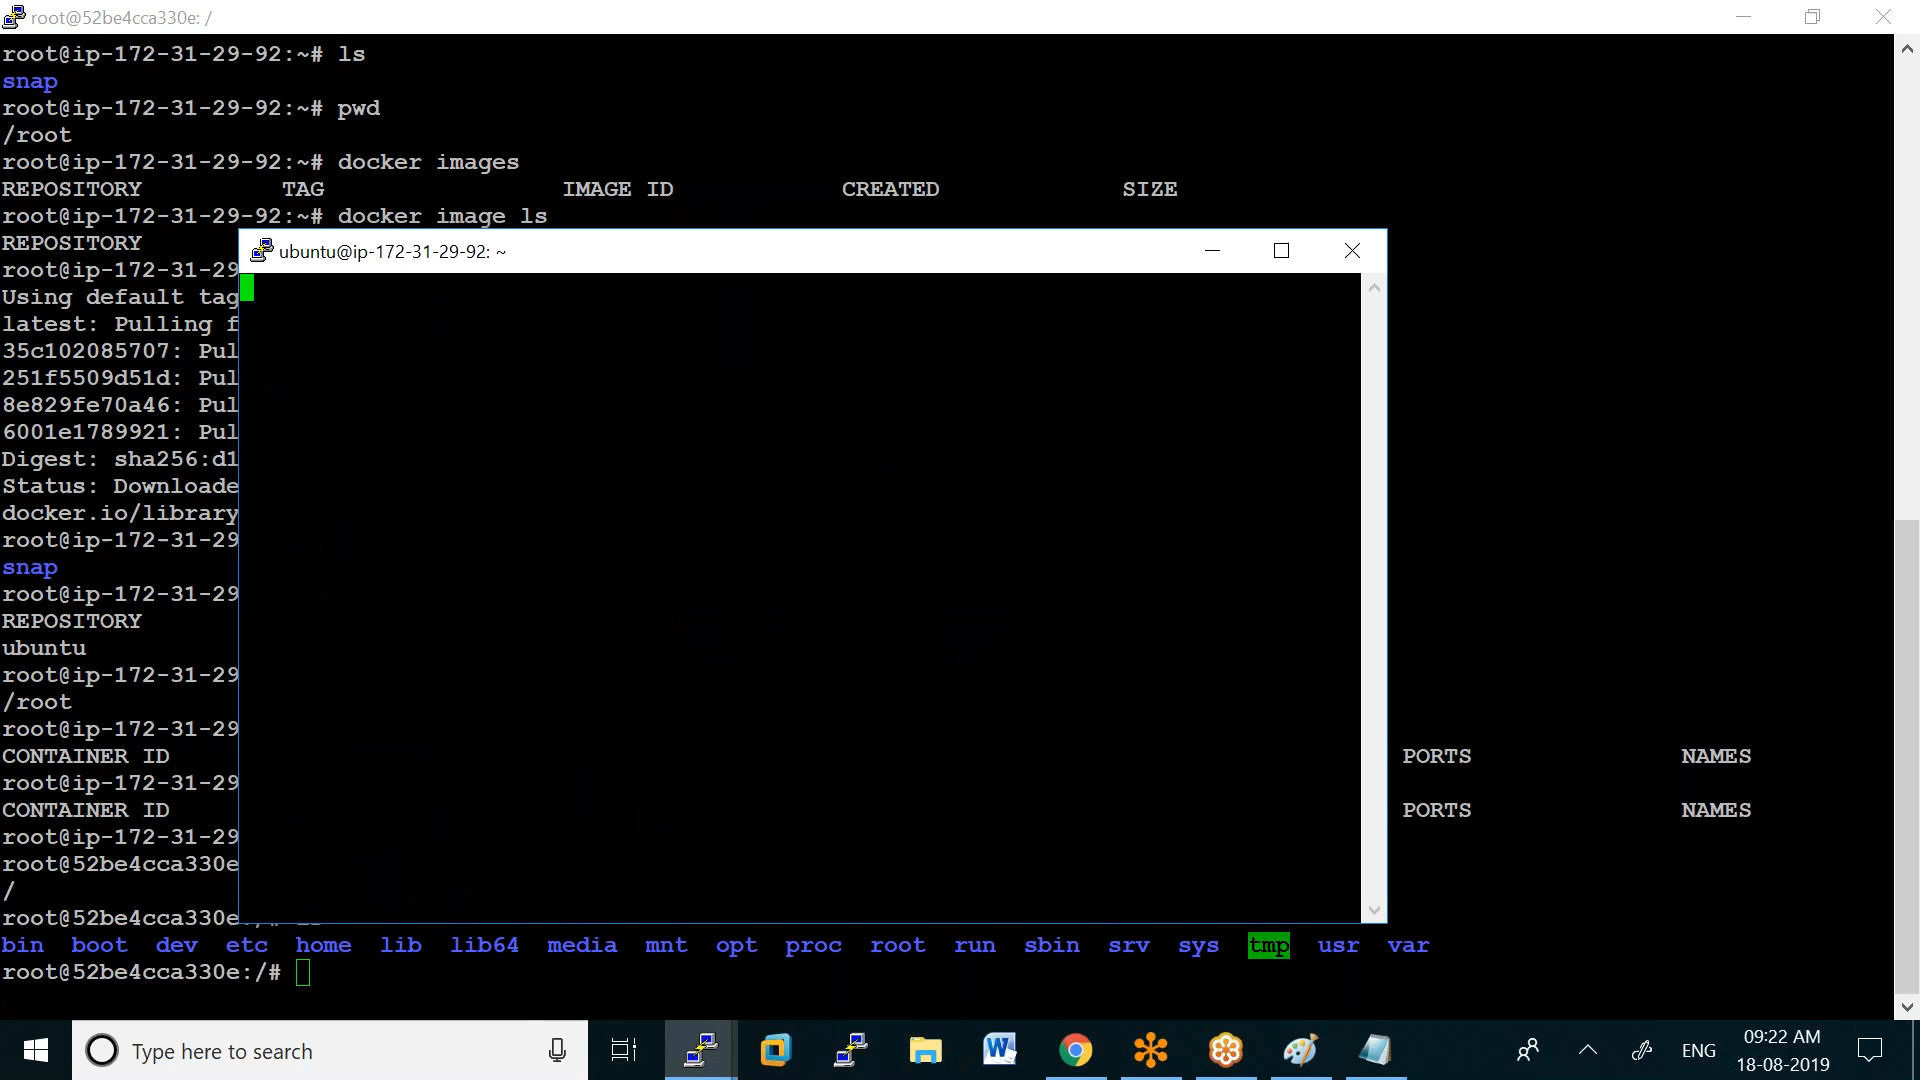 root@52be4cca330e: /
root@ip-172-31-29-92:~# ls
snap
root@ip-172-31-29-92:~# pwd
/root
root@ip-172-31-29-92:~# docker images
REPOSITORY TAG IMAGE ID CREATED SIZE
root@ip-172-31-29-92:~# docker image ls
REPOSITORY
ubuntu@ip-172-31-29-92: ~
root@ip-172-31-29
Using default tag
latest: Pulling f
35c102085707: Pul
251f5509d51d: Pul
8e829fe70a46: Pul
6001e1789921: Pul
Digest: sha256:d1
Status: Downloade
docker.io/library
root@ip-172-31-29
snap
root@ip-172-31-29
REPOSITORY
ubuntu
root@ip-172-31-29
/root
root@ip-172-31-29
CONTAINER ID PORTS NAMES
root@ip-172-31-29
CONTAINER ID PORTS NAMES
root@ip-172-31-29
root@52be4cca330e
/
root@52be4cca330e
bin boot dev etc home lib lib64 media mnt opt proc root run sbin srv sys tmp usr var
root@52be4cca330e:/#
Type here to search
ENG
09:22 AM
18-08-2019